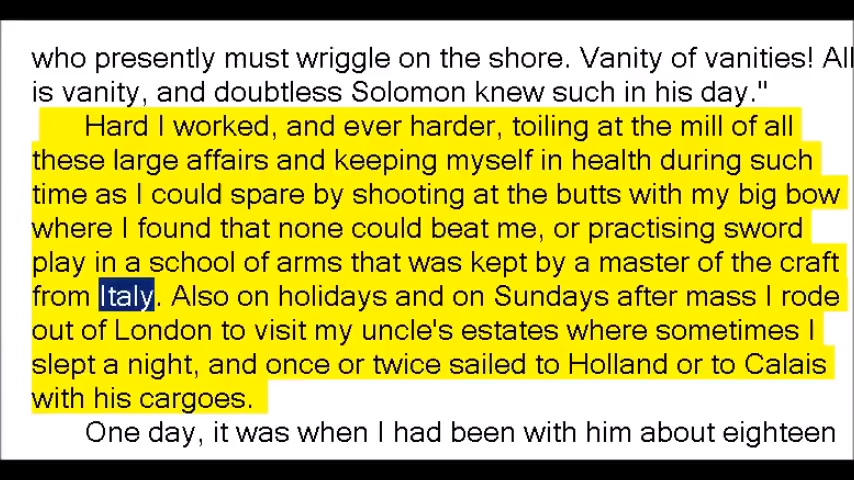 who presently must wriggle on the shore. Vanity of vanities! All
is vanity, and doubtless Solomon knew such in his day."
Hard I worked, and ever harder, toiling at the mill of all
these large affairs and keeping myself in health during such
time as I could spare by shooting at the butts with my big bow
where I found that none could beat me, or practising sword
play in a school of arms that was kept by a master of the craft
from Italy. Also on holidays and on Sundays after mass I rode
out of London to visit my uncle's estates where sometimes I
slept a night, and once or twice sailed to Holland or to Calais
with his cargoes.
One day, it was when I had been with him about eighteen